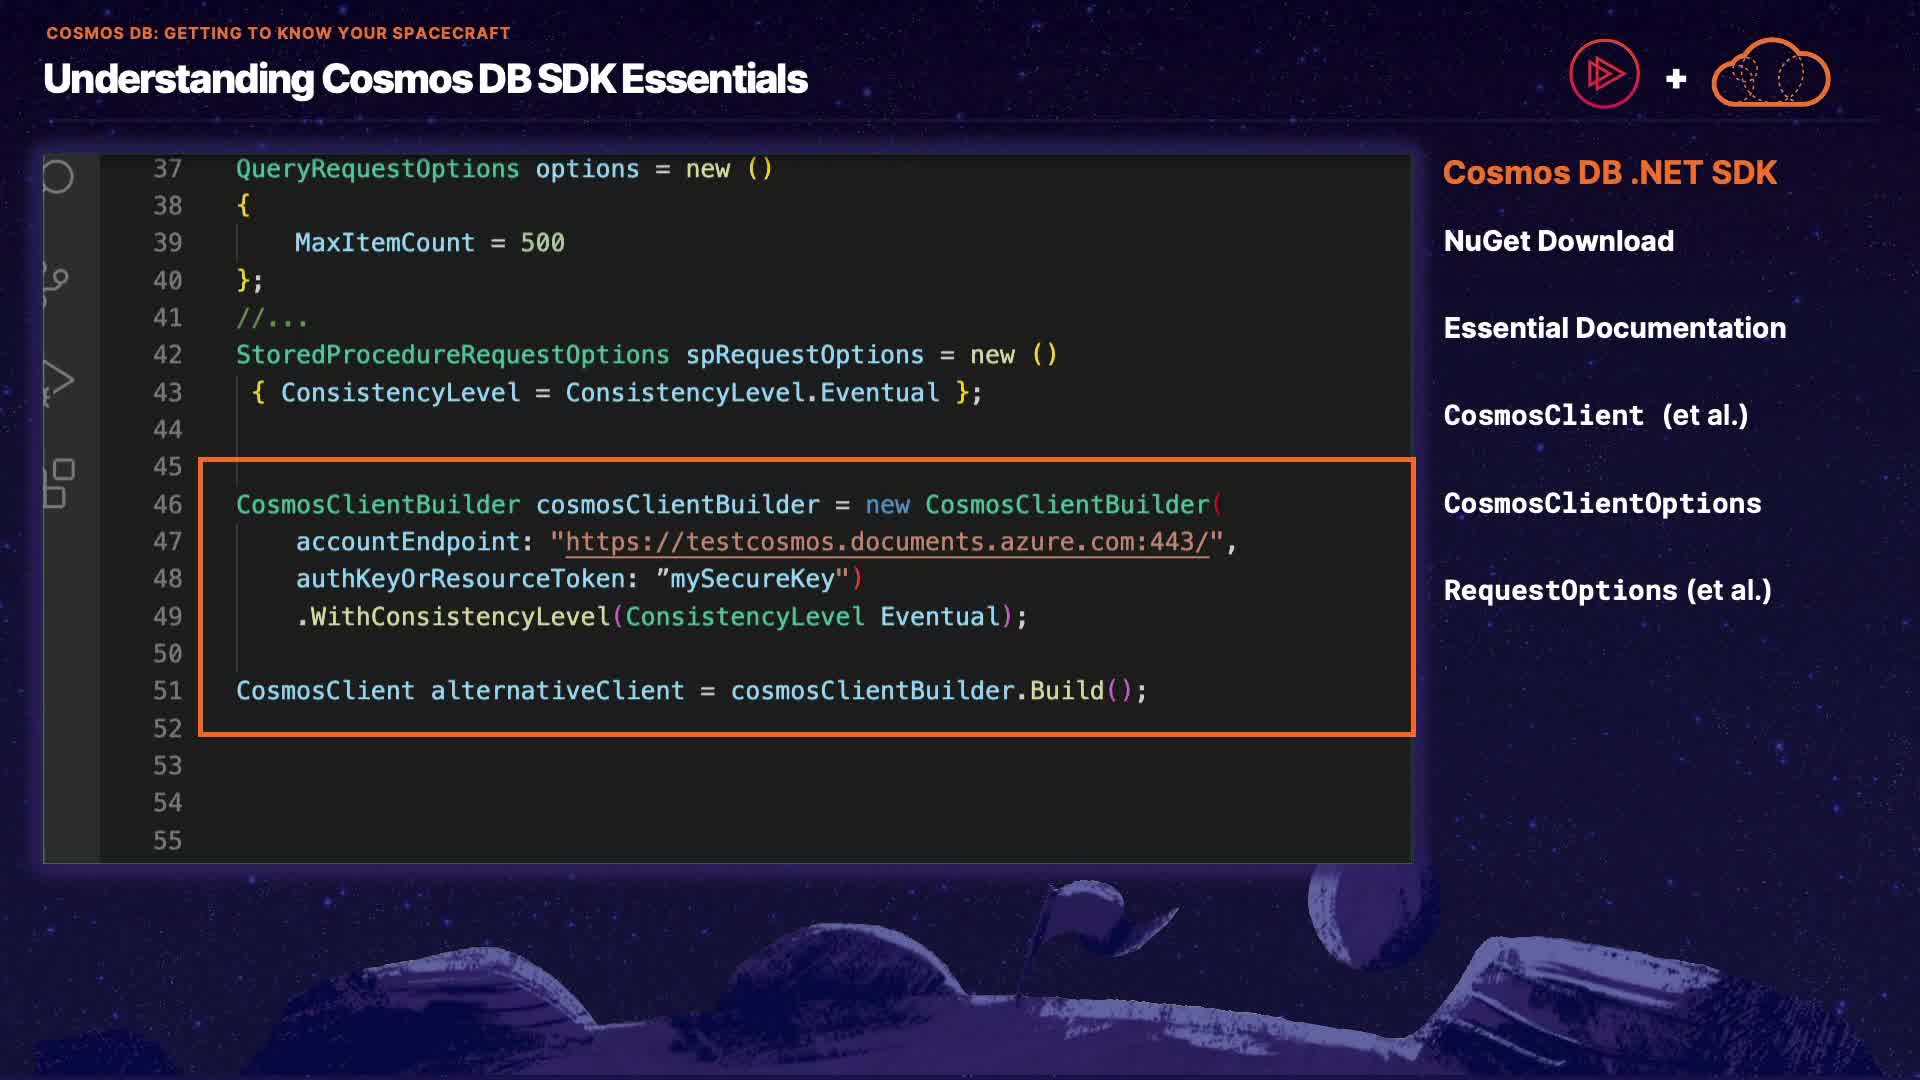 COSMOS DB: GETTING TO KNOW YOUR SPACECRAFT
Understanding Cosmos DB SDK Essentials
+
37 QueryRequestOptions options = new ()
38 {
39 MaxItemCount = 500
40 };
41 //...
42 StoredProcedureRequestOptions spRequestOptions = new ()
43 { ConsistencyLevel = ConsistencyLevel.Eventual };
44
45
46 CosmosClientBuilder cosmosClientBuilder = new CosmosClientBuilder(
47 accountEndpoint: "https://testcosmos.documents.azure.com:443/",
48 authKeyOrResourceToken: ”mySecureKey")
49 .WithConsistencyLevel(ConsistencyLevel Eventual);
50
51 CosmosClient alternativeClient = cosmosClientBuilder.Build();
52
53
54
55
Cosmos DB .NET SDK
NuGet Download
Essential Documentation
CosmosClient (et al.)
CosmosClientOptions
RequestOptions (et al.)